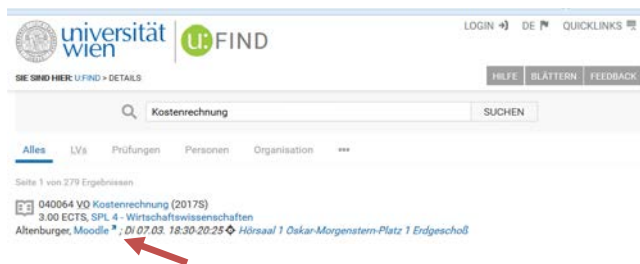 universität wien u: FIND
LOGIN DE QUICKLINKS
SIE SIND HIER: U:FIND > DETAILS
HILFE BLÄTTERN FEEDBACK
Kostenrechnung SUCHEN
Alles LVs Prüfungen Personen Organisation •••
Seite 1 von 279 Ergebnissen
040064 VO Kostenrechnung (2017S)
3.00 ECTS, SPL 4 - Wirtschaftswissenschaften
Altenburger, Moodle ; Di 07.03. 18:30-20:25 Hörsaal 1 Oskar-Morgenstern-Platz 1 Erdgeschoß